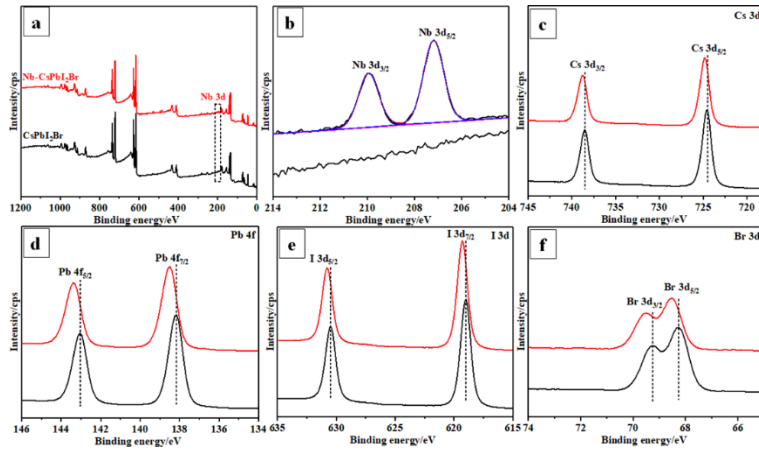 a
Nb-CsPbI2Br
Nb 3d
CsPbI2Br
Intensity/cps
1200 1000 800 600 400 200 0
Binding energy/eV
b
Nb 3d5/2
Nb 3d3/2
Intensity/cps
214 212 210 208 206 204
Binding energy/eV
c
Cs 3d
Cs 3d3/2
Cs 3d5/2
Intensity/cps
745 740 735 730 725 720
Binding energy/eV
d
Pb 4f
Pb 4f5/2
Pb 4f7/2
Intensity/cps
146 144 142 140 138 136 134
Binding energy/eV
e
I 3d
I 3d7/2
I 3d5/2
Intensity/cps
635 630 625 620 615
Binding energy/eV
f
Br 3d
Br 3d3/2
Br 3d5/2
Intensity/cps
74 72 70 68 66
Binding energy/eV